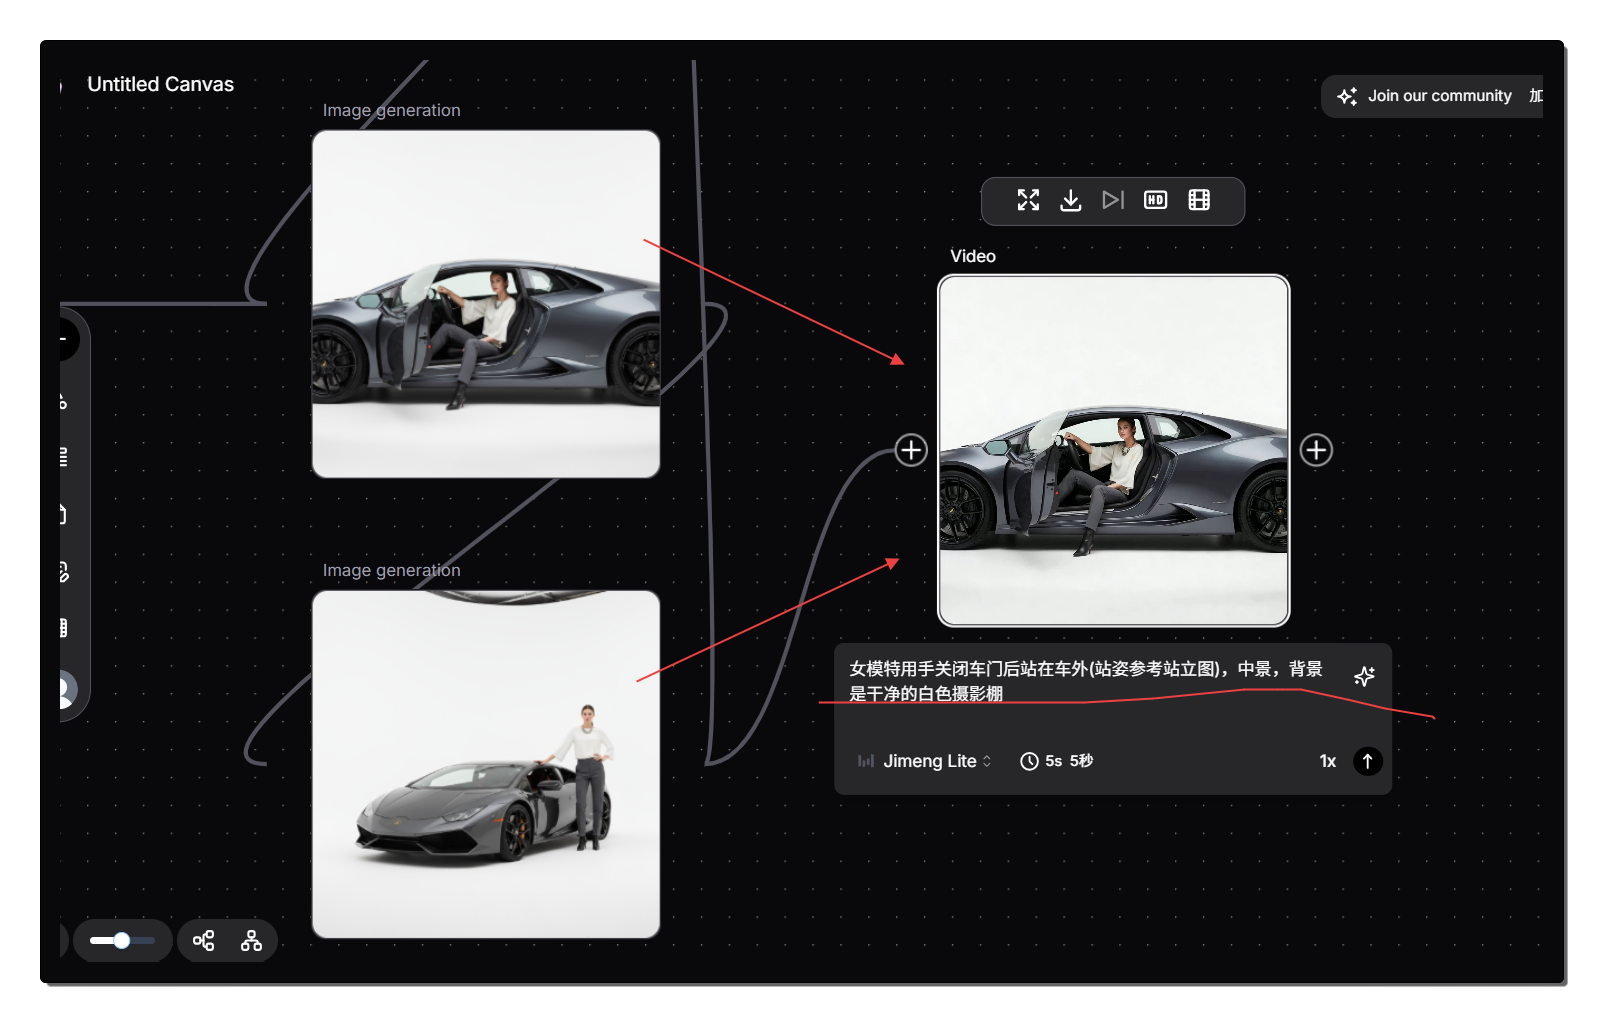 Untitled Canvas
Join our community 加
Image generation
HD
Video
Image generation
女模特用手关闭车门后站在车外(站姿参考站立图)，中景，背景
是干净的白色摄影棚
Jimeng Lite
5s 5秒
1x